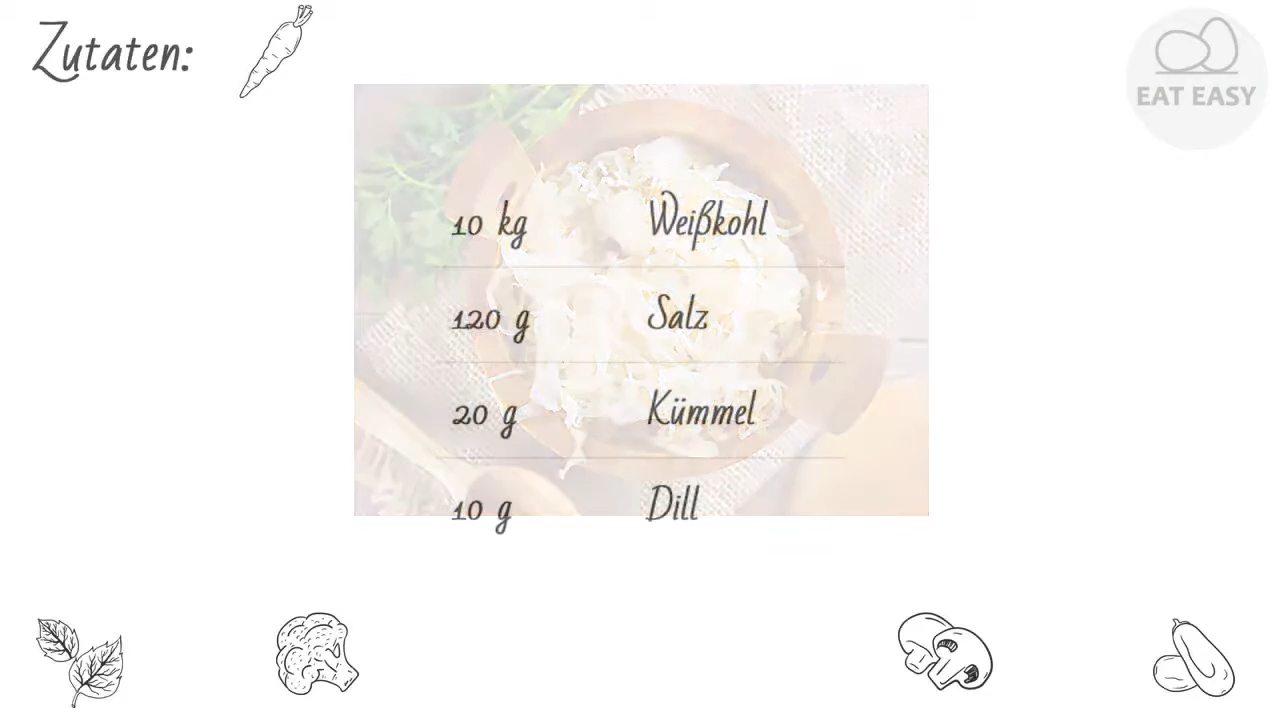 Zutaten:
EAT EASY
10 kg Weißkohl
120 g Salz
20 g Kümmel
10 g Dill